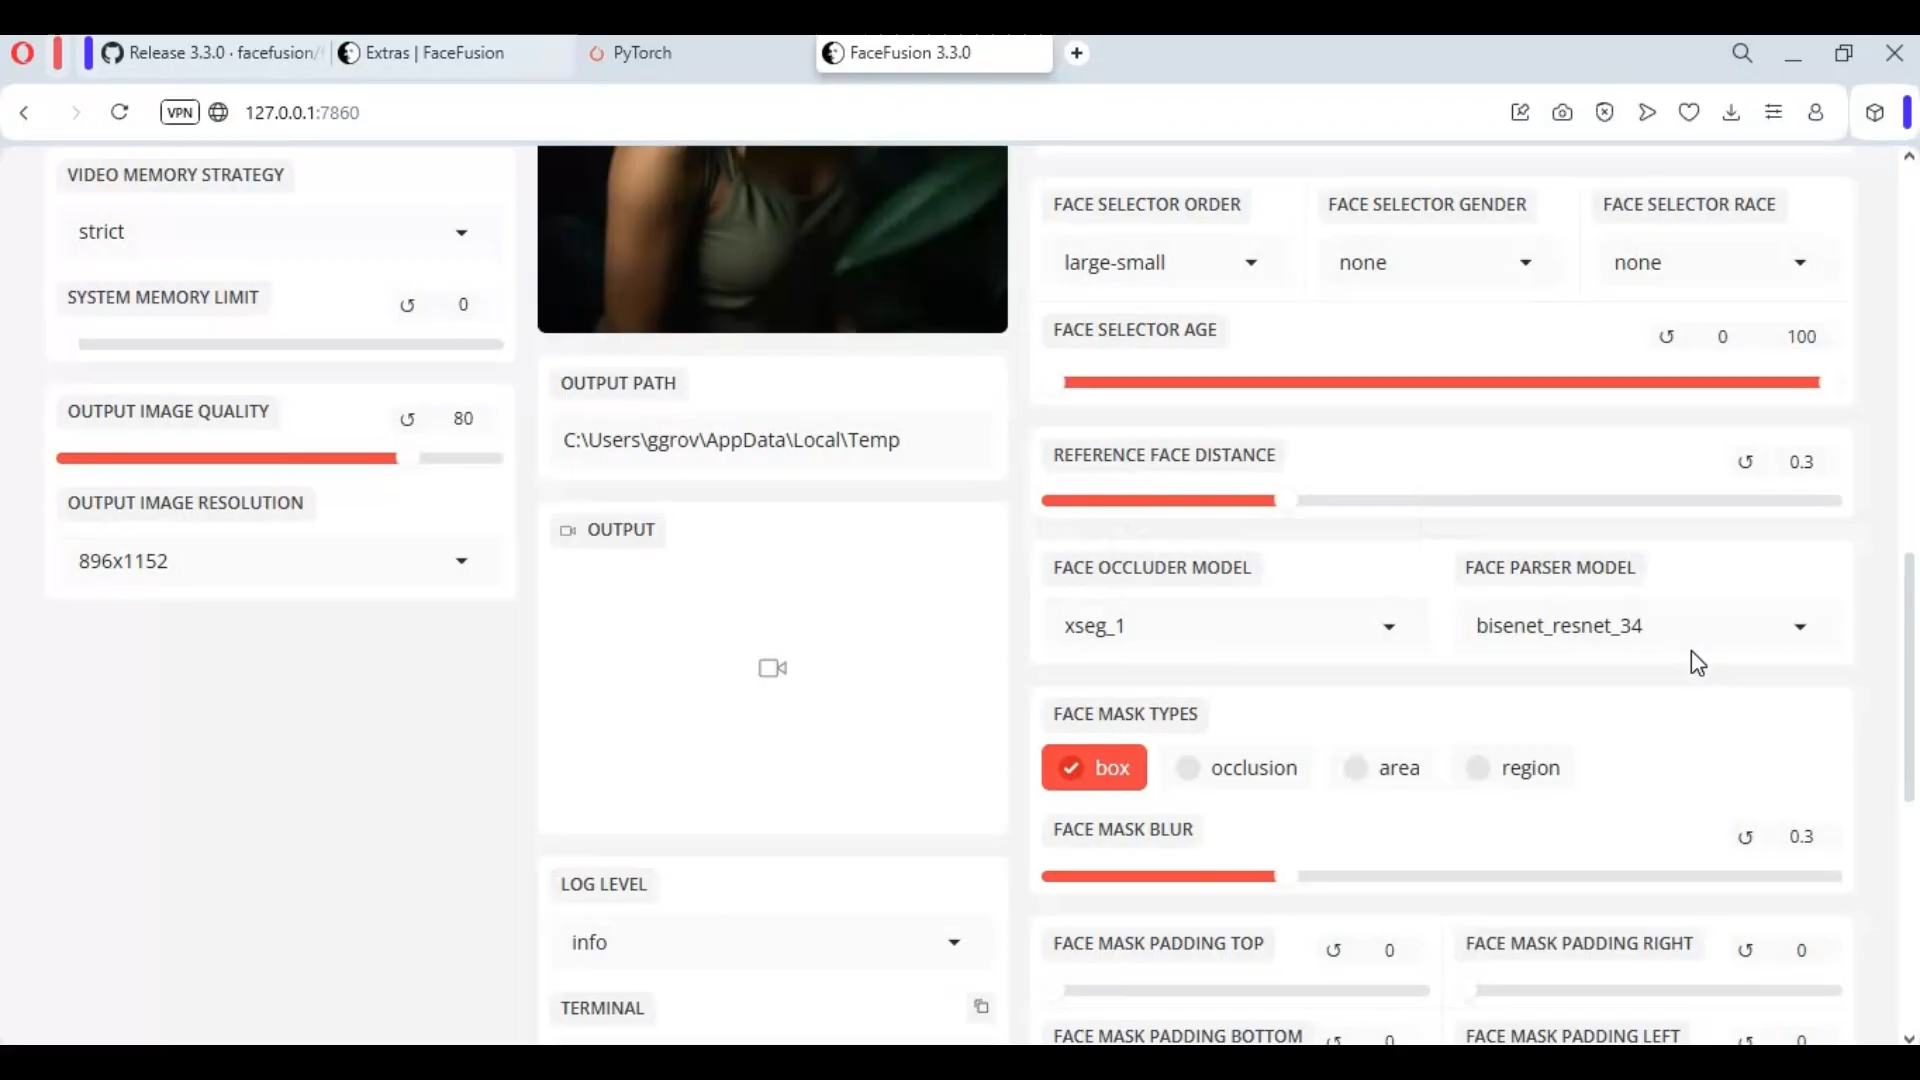 Release 3.3.0 · facefusion/
Extras | FaceFusion
PyTorch
FaceFusion 3.3.0
VPN
127.0.0.1:7860
VIDEO MEMORY STRATEGY
strict
SYSTEM MEMORY LIMIT
0
OUTPUT IMAGE QUALITY
80
OUTPUT IMAGE RESOLUTION
896x1152
OUTPUT PATH
C:\Users\ggrov\AppData\Local\Temp
OUTPUT
LOG LEVEL
info
TERMINAL
FACE SELECTOR ORDER
FACE SELECTOR GENDER
FACE SELECTOR RACE
large-small
none
none
FACE SELECTOR AGE
0
100
REFERENCE FACE DISTANCE
0.3
FACE OCCLUDER MODEL
FACE PARSER MODEL
xseg_1
bisenet_resnet_34
FACE MASK TYPES
box
occlusion
area
region
FACE MASK BLUR
0.3
FACE MASK PADDING TOP
0
FACE MASK PADDING RIGHT
0
FACE MASK PADDING BOTTOM
0
FACE MASK PADDING LEFT
0